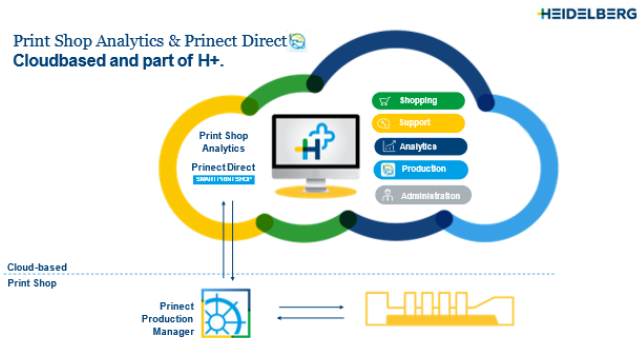 HEIDELBERG
Print Shop Analytics & Prinect Direct
Cloudbased and part of H+.
Print Shop
Analytics
Prinect Direct
SMART PRINT SHOP
H
Shopping
Support
Analytics
Production
Administration
Cloud-based
Print Shop
Prinect
Production
Manager